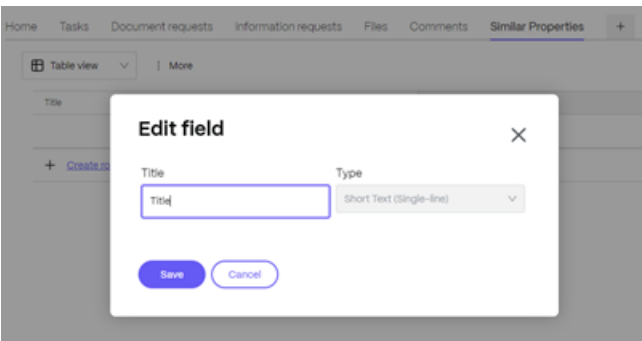 Home Tasks Document requests Information requests Files Comments Similar Properties +
Table view More
Title
Edit field
Title Type
Title Short Text (Single-line)
+ Create ro
Save Cancel